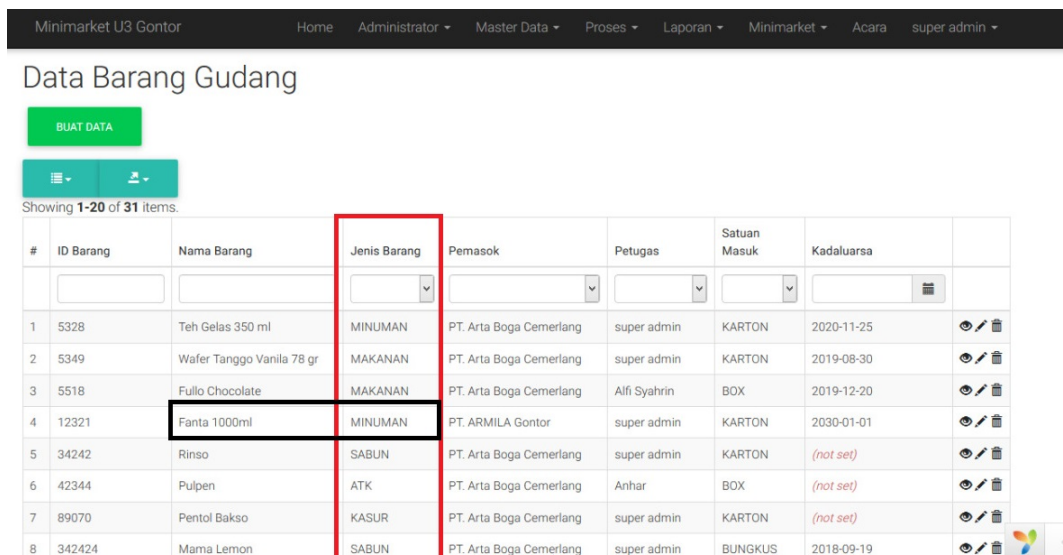 Minimarket U3 Gontor Home Administrator Master Data Proses Laporan Minimarket Acara super admin
Data Barang Gudang
BUAT DATA
Showing 1-20 of 31 items.
# ID Barang Nama Barang Jenis Barang Pemasok Petugas Satuan Masuk Kadaluarsa
1 5328 Teh Gelas 350 ml MINUMAN PT. Arta Boga Cemerlang super admin KARTON 2020-11-25
2 5349 Wafer Tanggo Vanila 78 gr MAKANAN PT. Arta Boga Cemerlang super admin KARTON 2019-08-30
3 5518 Fullo Chocolate MAKANAN PT. Arta Boga Cemerlang Alfi Syahrin BOX 2019-12-20
4 12321 Fanta 1000ml MINUMAN PT. ARMILA Gontor super admin KARTON 2030-01-01
5 34242 Rinso SABUN PT. Arta Boga Cemerlang super admin KARTON (not set)
6 42344 Pulpen ATK PT. Arta Boga Cemerlang Anhar BOX (not set)
7 89070 Pentol Bakso KASUR PT. Arta Boga Cemerlang super admin KARTON (not set)
8 342424 Mama Lemon SABUN PT. Arta Boga Cemerlang super admin BUNGKUS 2018-09-19